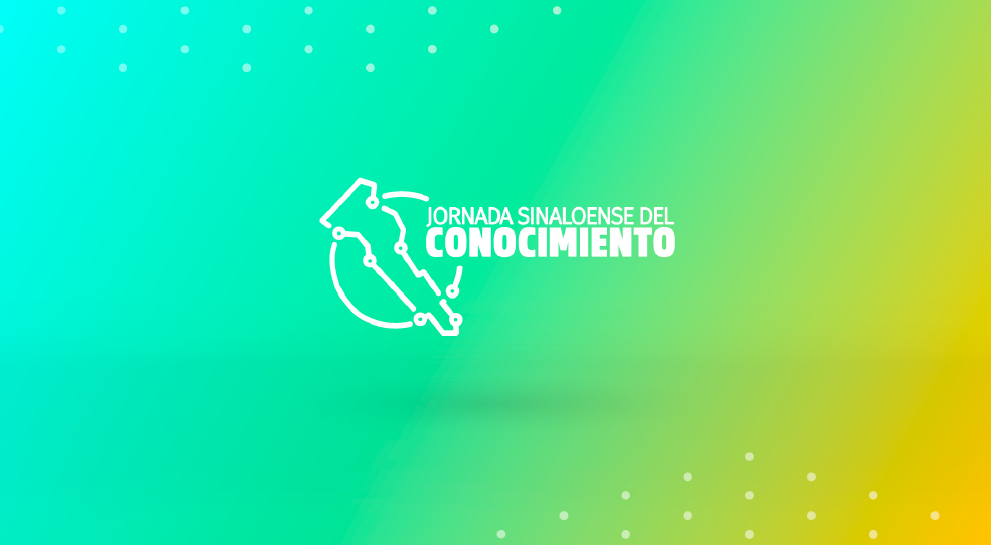 JORNADA SINALOENSE DEL
CONOCIMIENTO